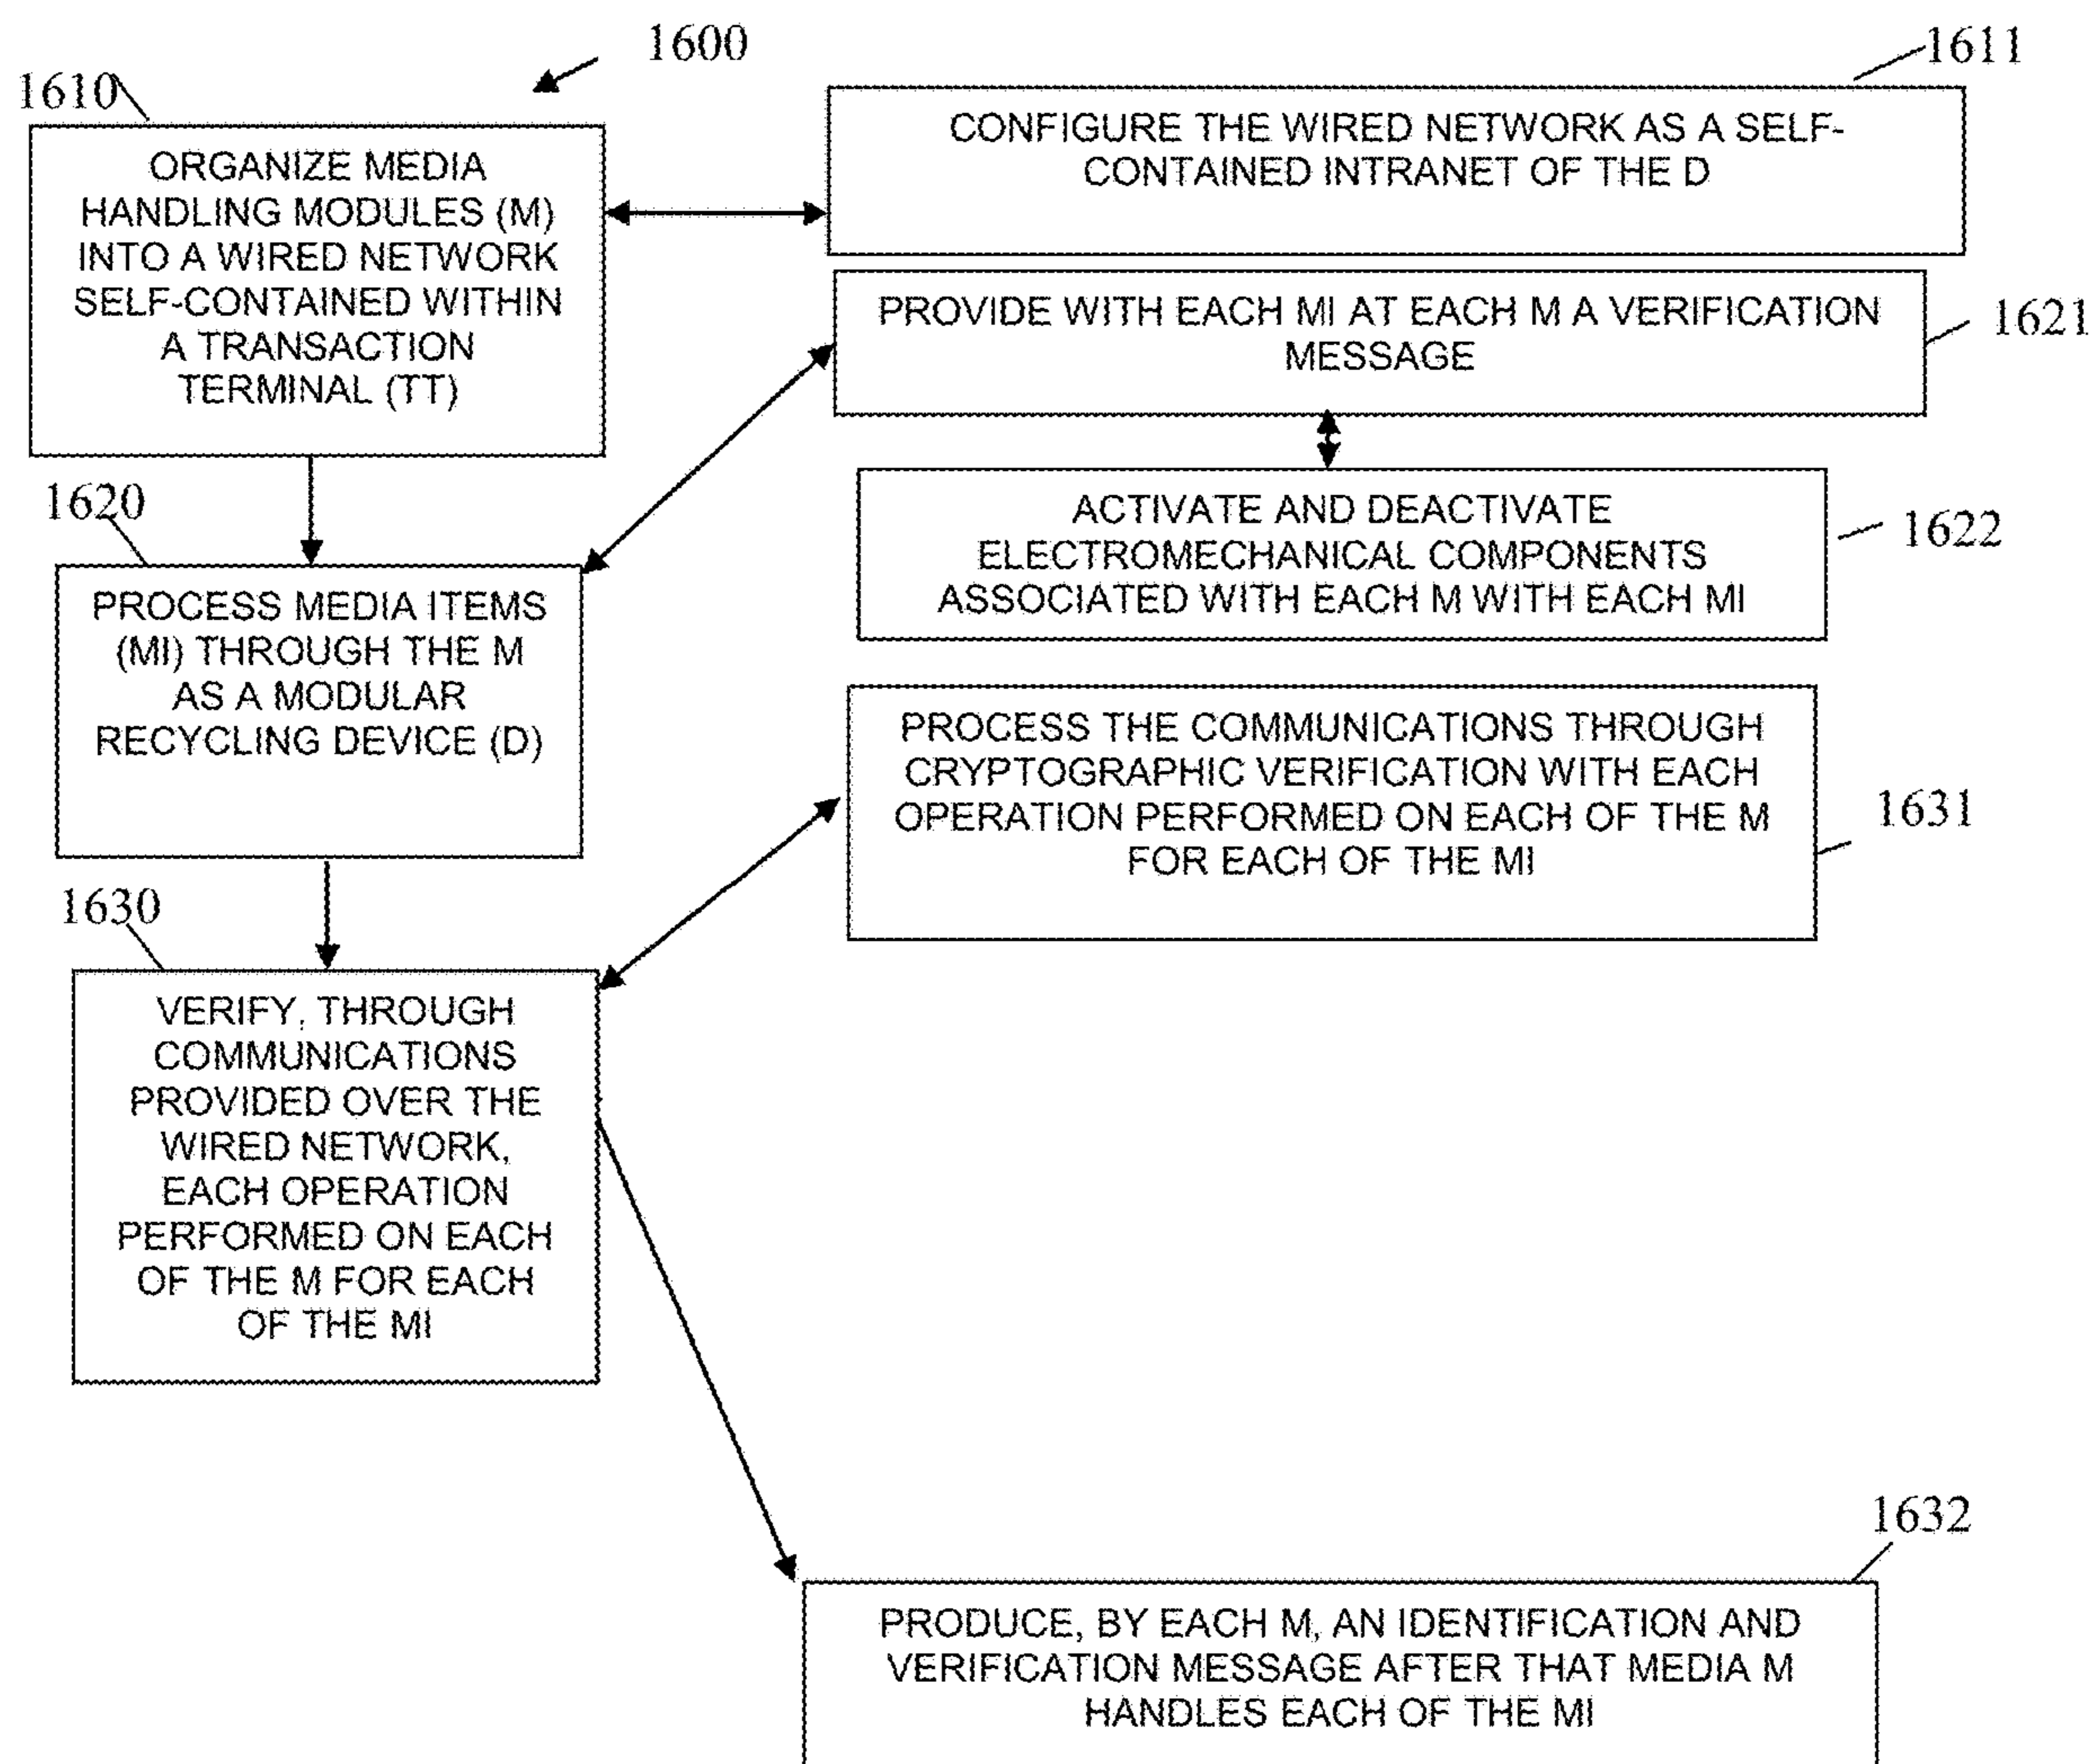 1600
1610
ORGANIZE MEDIA
HANDLING MODULES (M)
INTO A WIRED NETWORK
SELF-CONTAINED WITHIN
A TRANSACTION
TERMINAL (TT)
1611
CONFIGURE THE WIRED NETWORK AS A SELF-
CONTAINED INTRANET OF THE D
1621
PROVIDE WITH EACH MI AT EACH M A VERIFICATION
MESSAGE
1622
ACTIVATE AND DEACTIVATE
ELECTROMECHANICAL COMPONENTS
ASSOCIATED WITH EACH M WITH EACH MI
1620
PROCESS MEDIA ITEMS
(MI) THROUGH THE M
AS A MODULAR
RECYCLING DEVICE (D)
1631
PROCESS THE COMMUNICATIONS THROUGH
CRYPTOGRAPHIC VERIFICATION WITH EACH
OPERATION PERFORMED ON EACH OF THE M
FOR EACH OF THE MI
1630
VERIFY, THROUGH
COMMUNICATIONS
PROVIDED OVER THE
WIRED NETWORK,
EACH OPERATION
PERFORMED ON EACH
OF THE M FOR EACH
OF THE MI
1632
PRODUCE, BY EACH M, AN IDENTIFICATION AND
VERIFICATION MESSAGE AFTER THAT MEDIA M
HANDLES EACH OF THE MI